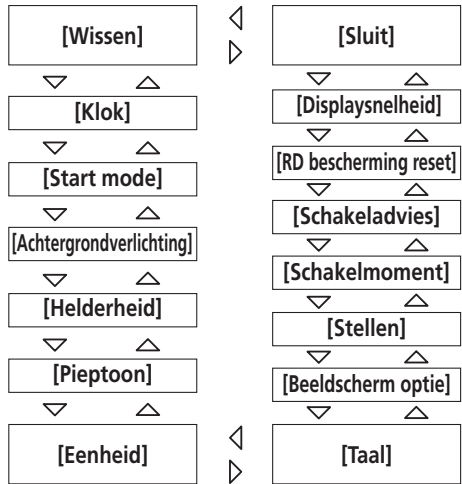 [Wissen]
[Klok]
[Start mode]
[Achtergrondverlichting]
[Helderheid]
[Pieptoon]
[Eenheid]
[Sluit]
[Displaysnelheid]
[RD bescherming reset]
[Schakeladvies]
[Schakelmoment]
[Stellen]
[Beeldscherm optie]
[Taal]